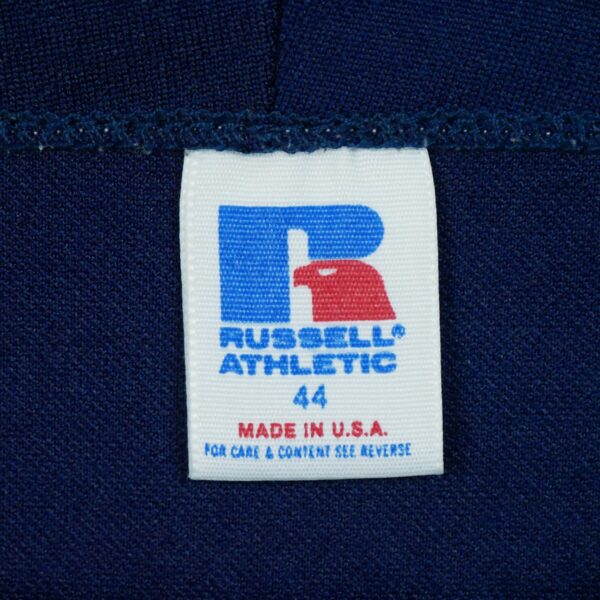 RUSSELL®
ATHLETIC
44
MADE IN U.S.A.
FOR CARE & CONTENT SEE REVERSE